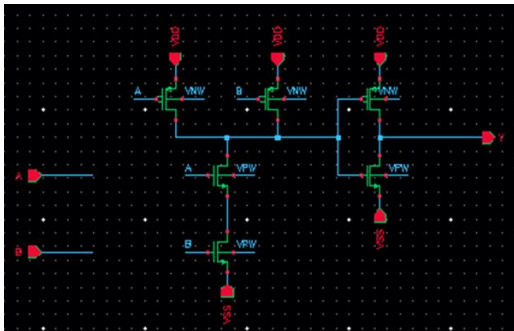 VDD VDD VDD
A VNW B VNW VNW
Y
A A VPW VPW
B B VPW
VSS
VSS